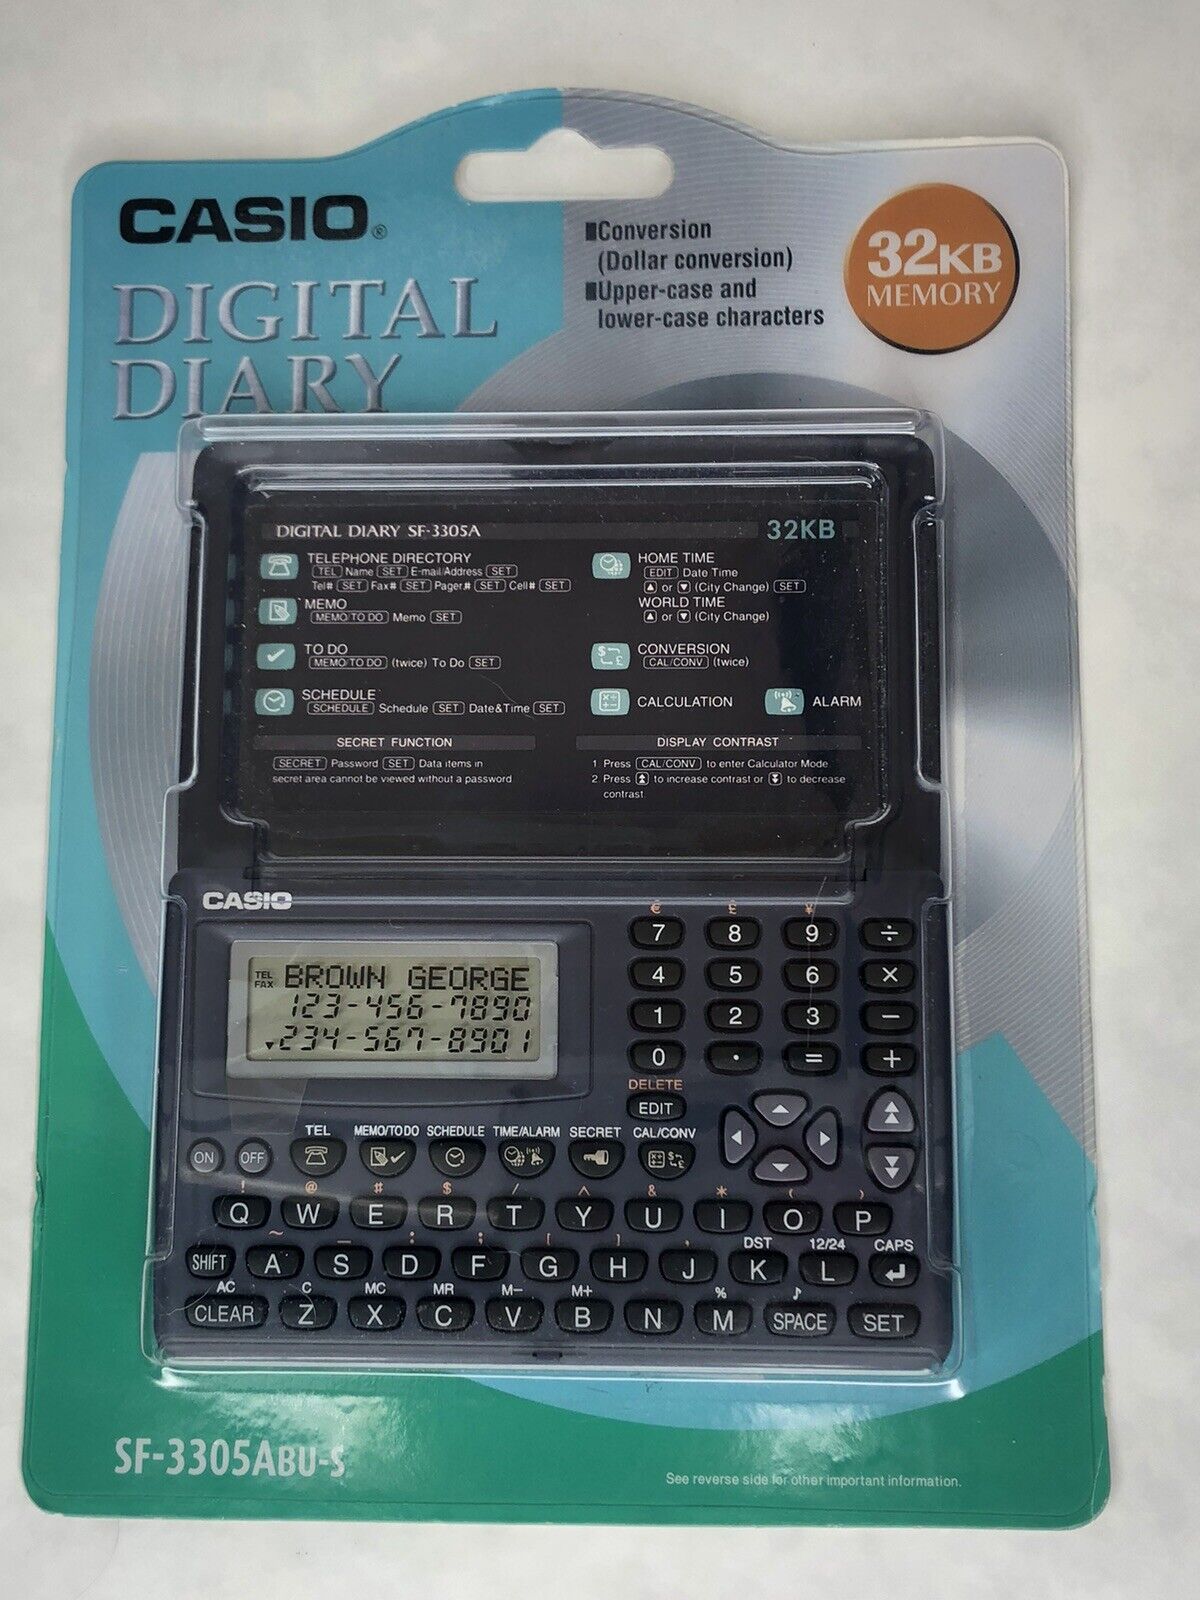 CASIO®
DIGITAL
DIARY
■Conversion
(Dollar conversion)
■Upper-case and
lower-case characters
32KB
MEMORY
DIGITAL DIARY SF-3305A
32KB
TELEPHONE DIRECTORY
TEL Name SET E-mail/Address SET
Tel# SET Fax# SET Pager# SET Cell# SET
MEMO
MEMO/TO DO Memo SET
TO DO
MEMO/TO DO (twice) To Do SET
SCHEDULE
SCHEDULE Schedule SET Date&Time SET
HOME TIME
EDIT Date Time
▲ or ▼ (City Change) SET
WORLD TIME
▲ or ▼ (City Change)
CONVERSION
CAL/CONV (twice)
CALCULATION
ALARM
SECRET FUNCTION
SECRET Password SET Data items in
secret area cannot be viewed without a password
DISPLAY CONTRAST
1 Press CAL/CONV to enter Calculator Mode
2. Press to increase contrast or to decrease
contrast
CASIO
TEL BROWN GEORGE
FAX
123-456-7890
▼234-567-8901
€ £ ¥
7 8 9 ÷
4 5 6 ×
1 2 3 −
0 . = +
DELETE
EDIT
TEL MEMO/TO DO SCHEDULE TIME/ALARM SECRET CAL/CONV
ON OFF
! @ # $ / ^ & * ( )
Q W E R T Y U I O P
~ _ : ; [ ] , DST 12/24 CAPS
SHIFT A S D F G H J K L ↵
AC C MC MR M− M+ % ♪
CLEAR Z X C V B N M SPACE SET
SF-3305ABU-S
See reverse side for other important information.